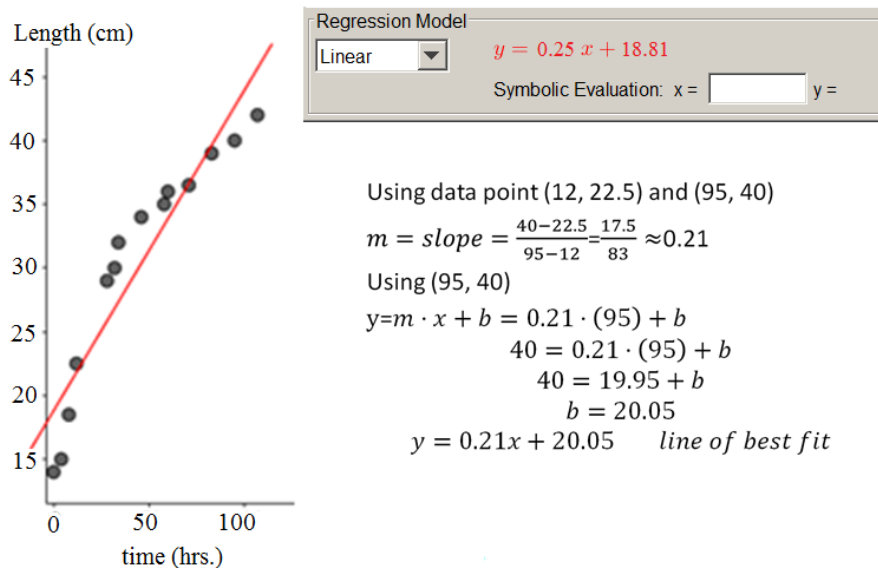 Length (cm)
45
40
35
30
25
20
15
0 50 100
time (hrs.)
Regression Model
Linear
y = 0.25 x + 18.81
Symbolic Evaluation: x = y =
Using data point (12, 22.5) and (95, 40)
m = slope = \frac{40−22.5}{95−12}=\frac{17.5}{83} ≈0.21
Using (95, 40)
y=m · x + b = 0.21 · (95) + b
40 = 0.21 · (95) + b
40 = 19.95 + b
b = 20.05
y = 0.21x + 20.05 line of best fit